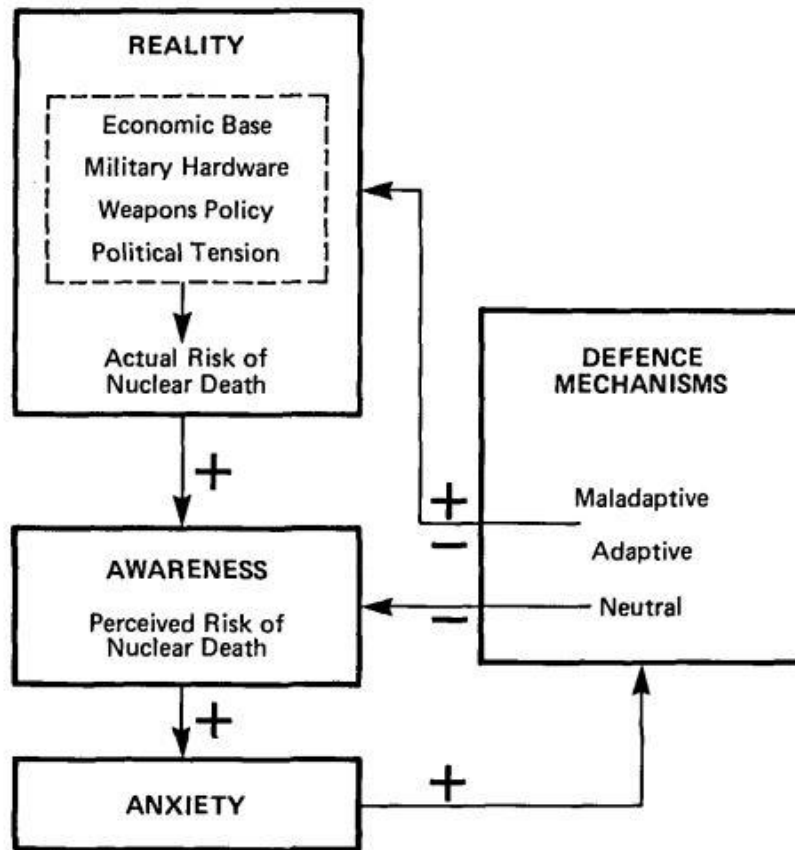 REALITY
Economic Base
Military Hardware
Weapons Policy
Political Tension
Actual Risk of
Nuclear Death
+
AWARENESS
Perceived Risk of
Nuclear Death
+
ANXIETY
+
DEFENCE
MECHANISMS
Maladaptive
+
Adaptive
−
Neutral
−